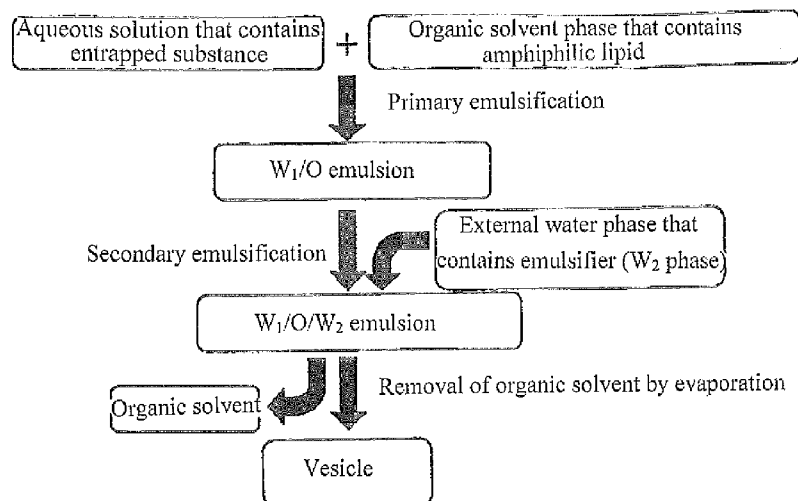 Aqueous solution that contains
entrapped substance
+
Organic solvent phase that contains
amphiphilic lipid
Primary emulsification
W₁/O emulsion
Secondary emulsification
External water phase that
contains emulsifier (W₂ phase)
W₁/O/W₂ emulsion
Removal of organic solvent by evaporation
Organic solvent
Vesicle